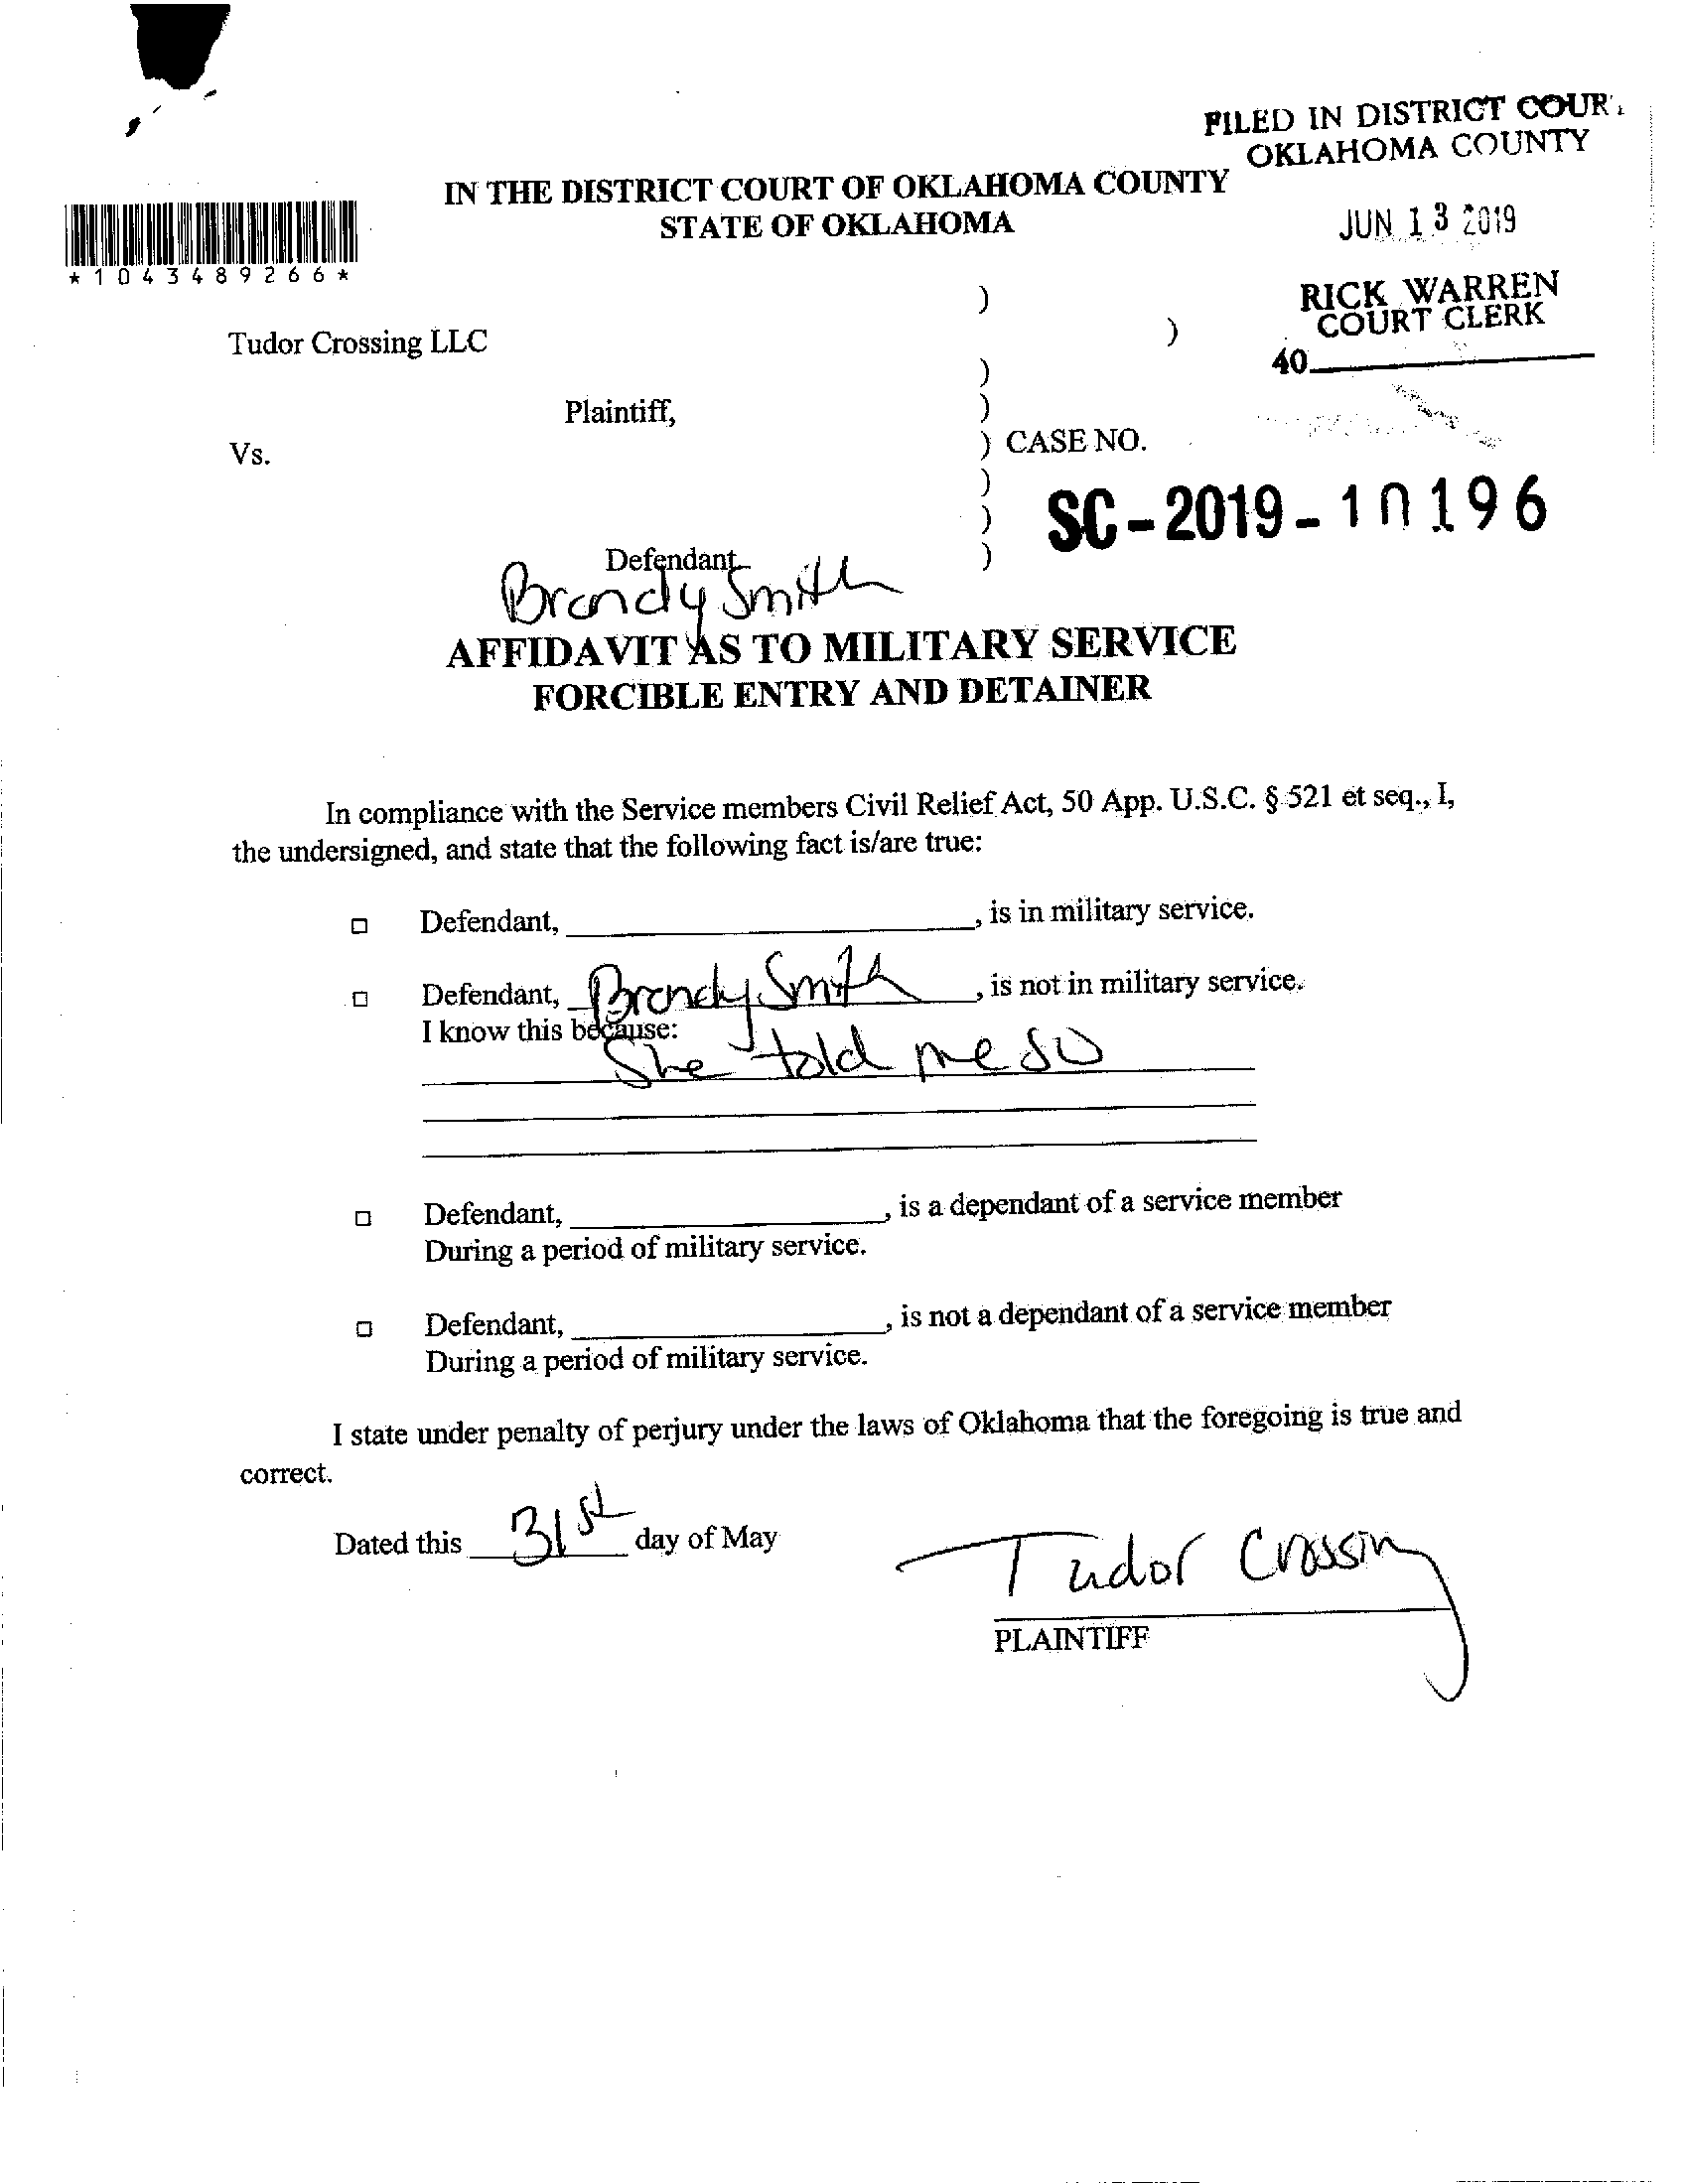 FILED IN DISTRICT COUR
OKLAHOMA COUNTY
IN THE DISTRICT COURT OF OKLAHOMA COUNTY
STATE OF OKLAHOMA
JUN 13 2019
*1043489266*
)
RICK WARREN
COURT CLERK
)
Tudor Crossing LLC
40
)
Plaintiff, )
Vs. ) CASE NO.
)
) SC-2019-10196
Defendant )
Brandy Smith
AFFIDAVIT AS TO MILITARY SERVICE
FORCIBLE ENTRY AND DETAINER
In compliance with the Service members Civil Relief Act, 50 App. U.S.C. § 521 et seq., I,
the undersigned, and state that the following fact is/are true:
□ Defendant, ____________, is in military service.
□ Defendant, Brandy Smith, is not in military service.
I know this because:
She told me so
□ Defendant, ____________, is a dependant of a service member
During a period of military service.
□ Defendant, ____________, is not a dependant of a service member
During a period of military service.
I state under penalty of perjury under the laws of Oklahoma that the foregoing is true and
correct.
Dated this 31st day of May
Tudor Crossing
PLAINTIFF